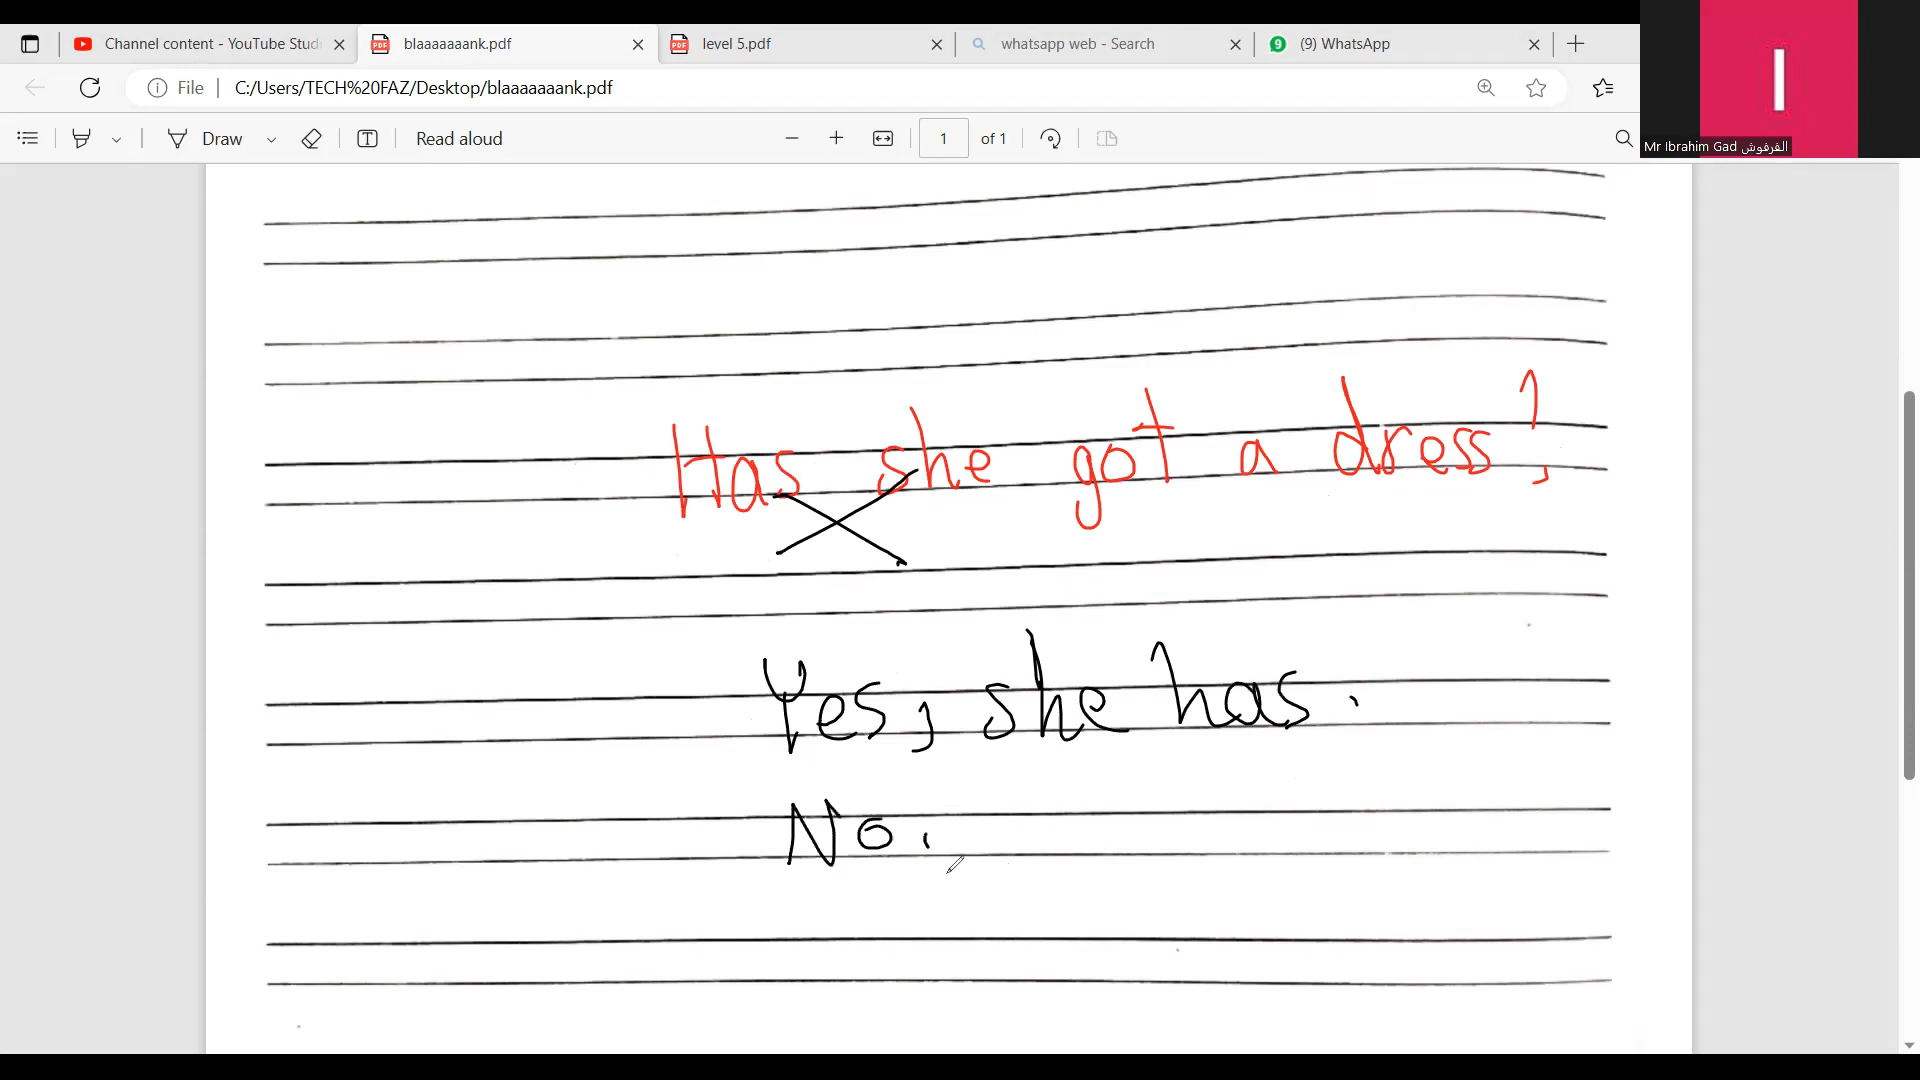 Channel content - YouTube Stud
blaaaaaaank.pdf
level 5.pdf
whatsapp web - Search
9
(9) WhatsApp
File
C:/Users/TECH%20FAZ/Desktop/blaaaaaaank.pdf
Draw
Read aloud
1
of 1
I
Mr Ibrahim Gad الفرفوش
Has she got a dress?
Yes, she has.
No,